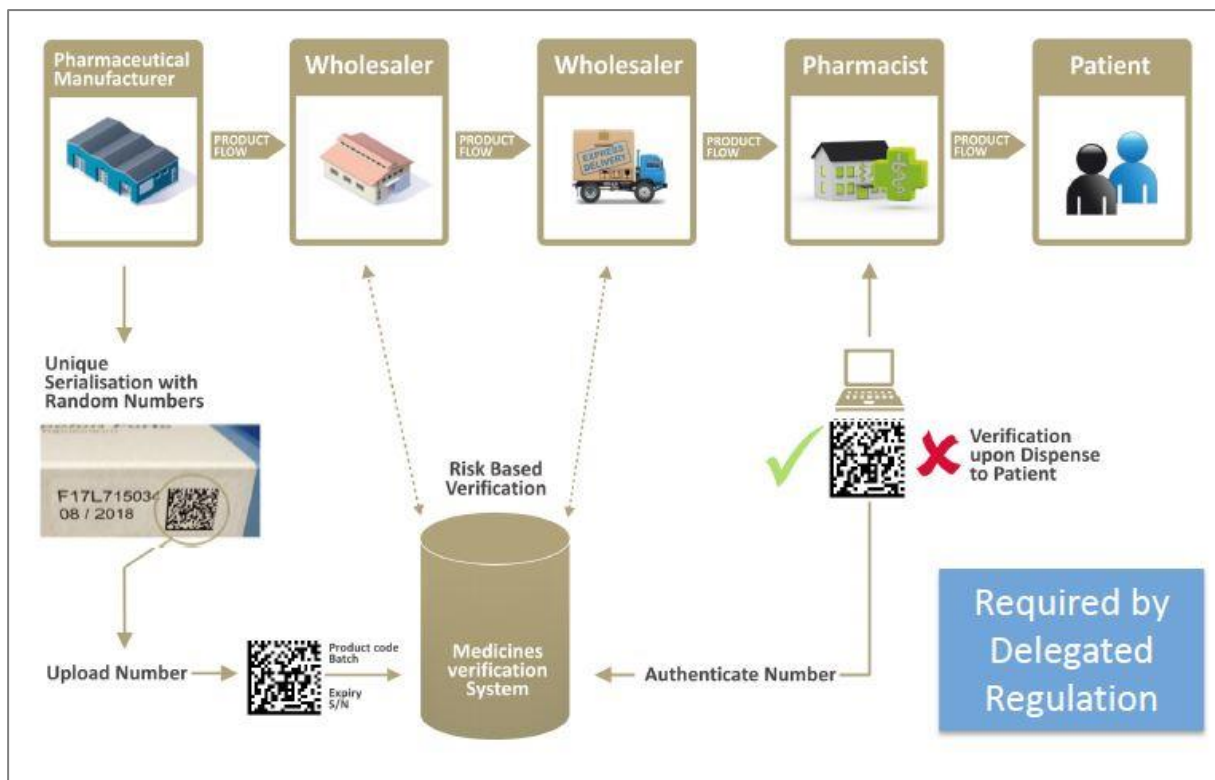 Pharmaceutical
Manufacturer
Wholesaler
Wholesaler
Pharmacist
Patient
PRODUCT
FLOW
PRODUCT
FLOW
EXPRESS
DELIVERY
PRODUCT
FLOW
PRODUCT
FLOW
Unique
Serialisation with
Random Numbers
F17L71503
08 / 2018
Risk Based
Verification
Verification
upon Dispense
to Patient
Upload Number
Product code
Batch
Expiry
S/N
Medicines
verification
System
Authenticate Number
Required by
Delegated
Regulation